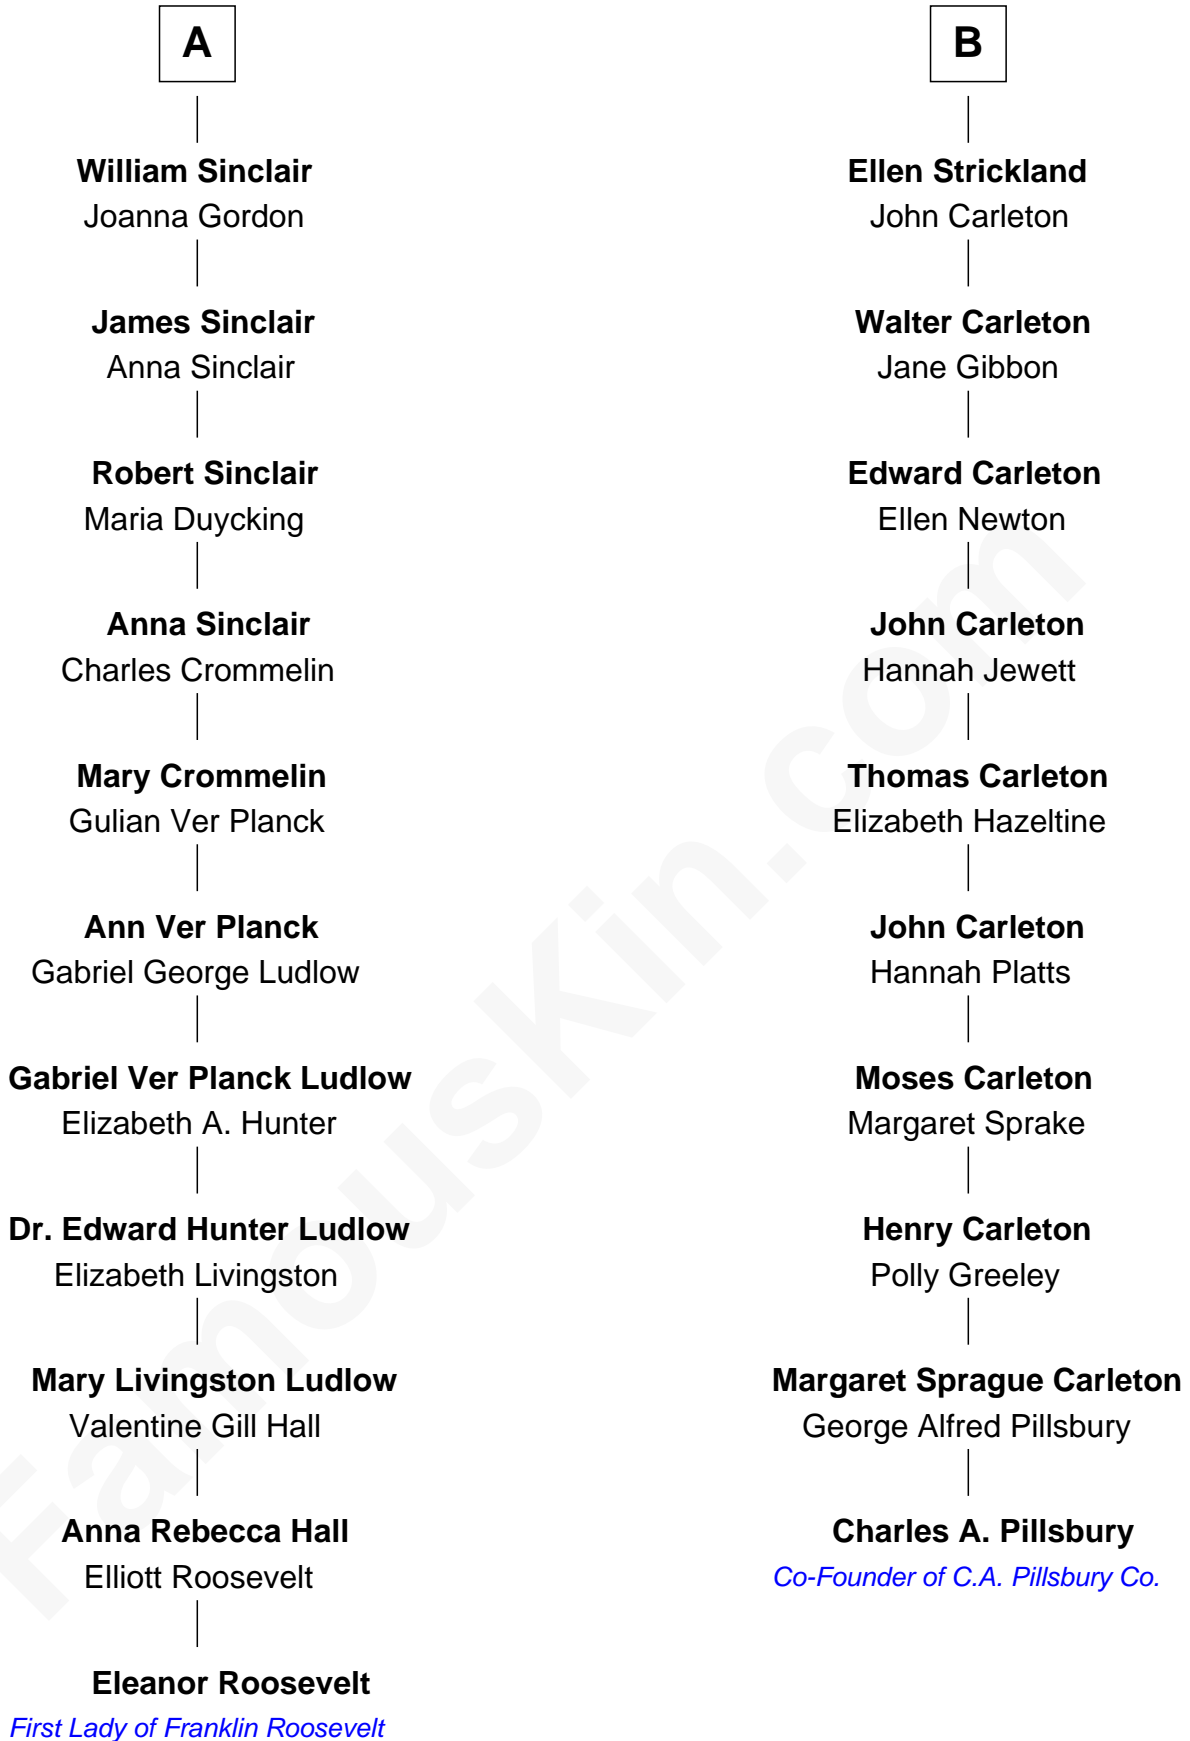 A
William Sinclair
Joanna Gordon
James Sinclair
Anna Sinclair
Robert Sinclair
Maria Duycking
Anna Sinclair
Charles Crommelin
Mary Crommelin
Gulian Ver Planck
Ann Ver Planck
Gabriel George Ludlow
Gabriel Ver Planck Ludlow
Elizabeth A. Hunter
Dr. Edward Hunter Ludlow
Elizabeth Livingston
Mary Livingston Ludlow
Valentine Gill Hall
Anna Rebecca Hall
Elliott Roosevelt
Eleanor Roosevelt
First Lady of Franklin Roosevelt
B
Ellen Strickland
John Carleton
Walter Carleton
Jane Gibbon
Edward Carleton
Ellen Newton
John Carleton
Hannah Jewett
Thomas Carleton
Elizabeth Hazeltine
John Carleton
Hannah Platts
Moses Carleton
Margaret Sprake
Henry Carleton
Polly Greeley
Margaret Sprague Carleton
George Alfred Pillsbury
Charles A. Pillsbury
Co-Founder of C.A. Pillsbury Co.
FamousKin.com